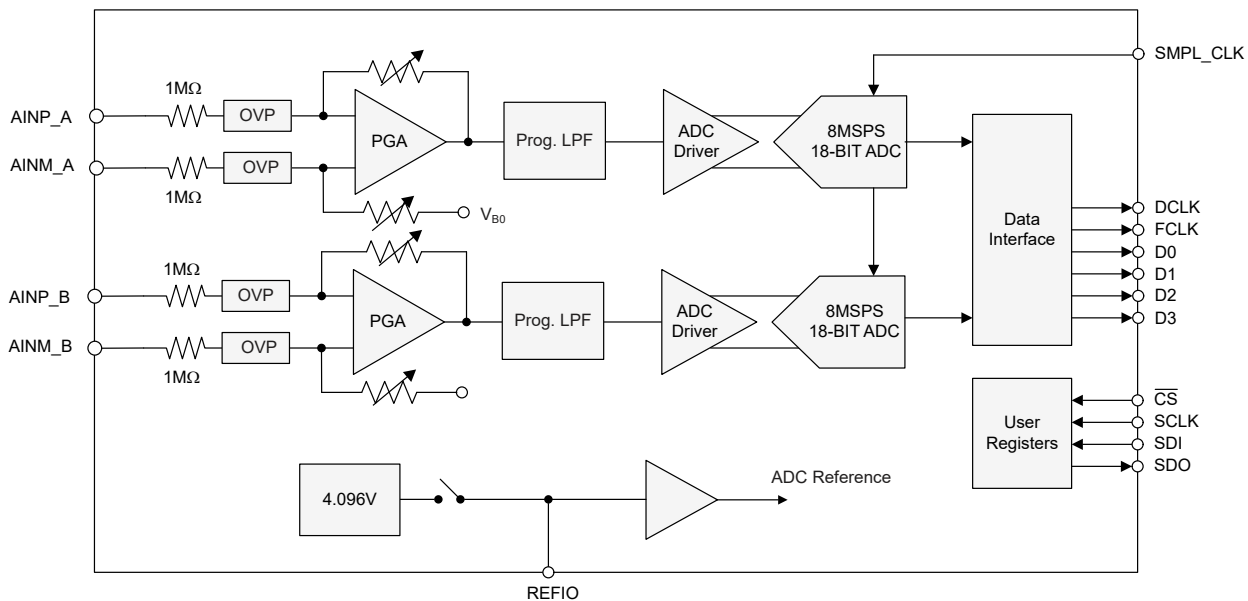 SMPL_CLK
1MΩ
AINP_A
OVP
PGA
Prog. LPF
ADC
Driver
8MSPS
18-BIT ADC
AINM_A
OVP
1MΩ
V_B0
Data
Interface
DCLK
FCLK
D0
D1
D2
D3
1MΩ
AINP_B
OVP
PGA
Prog. LPF
ADC
Driver
8MSPS
18-BIT ADC
AINM_B
OVP
1MΩ
User
Registers
C̅S̅
SCLK
SDI
SDO
4.096V
ADC Reference
REFIO